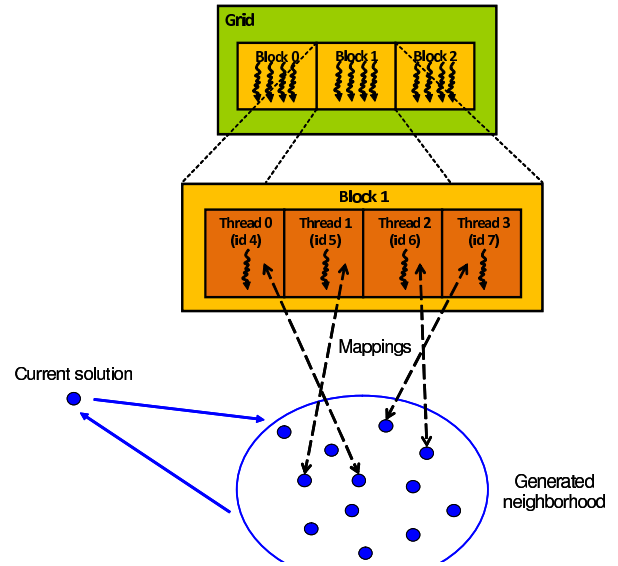 Grid
Block 0 Block 1 Block 2
Block 1
Thread 0 Thread 1 Thread 2 Thread 3
(id 4) (id 5) (id 6) (id 7)
Mappings
Current solution
Generated
neighborhood